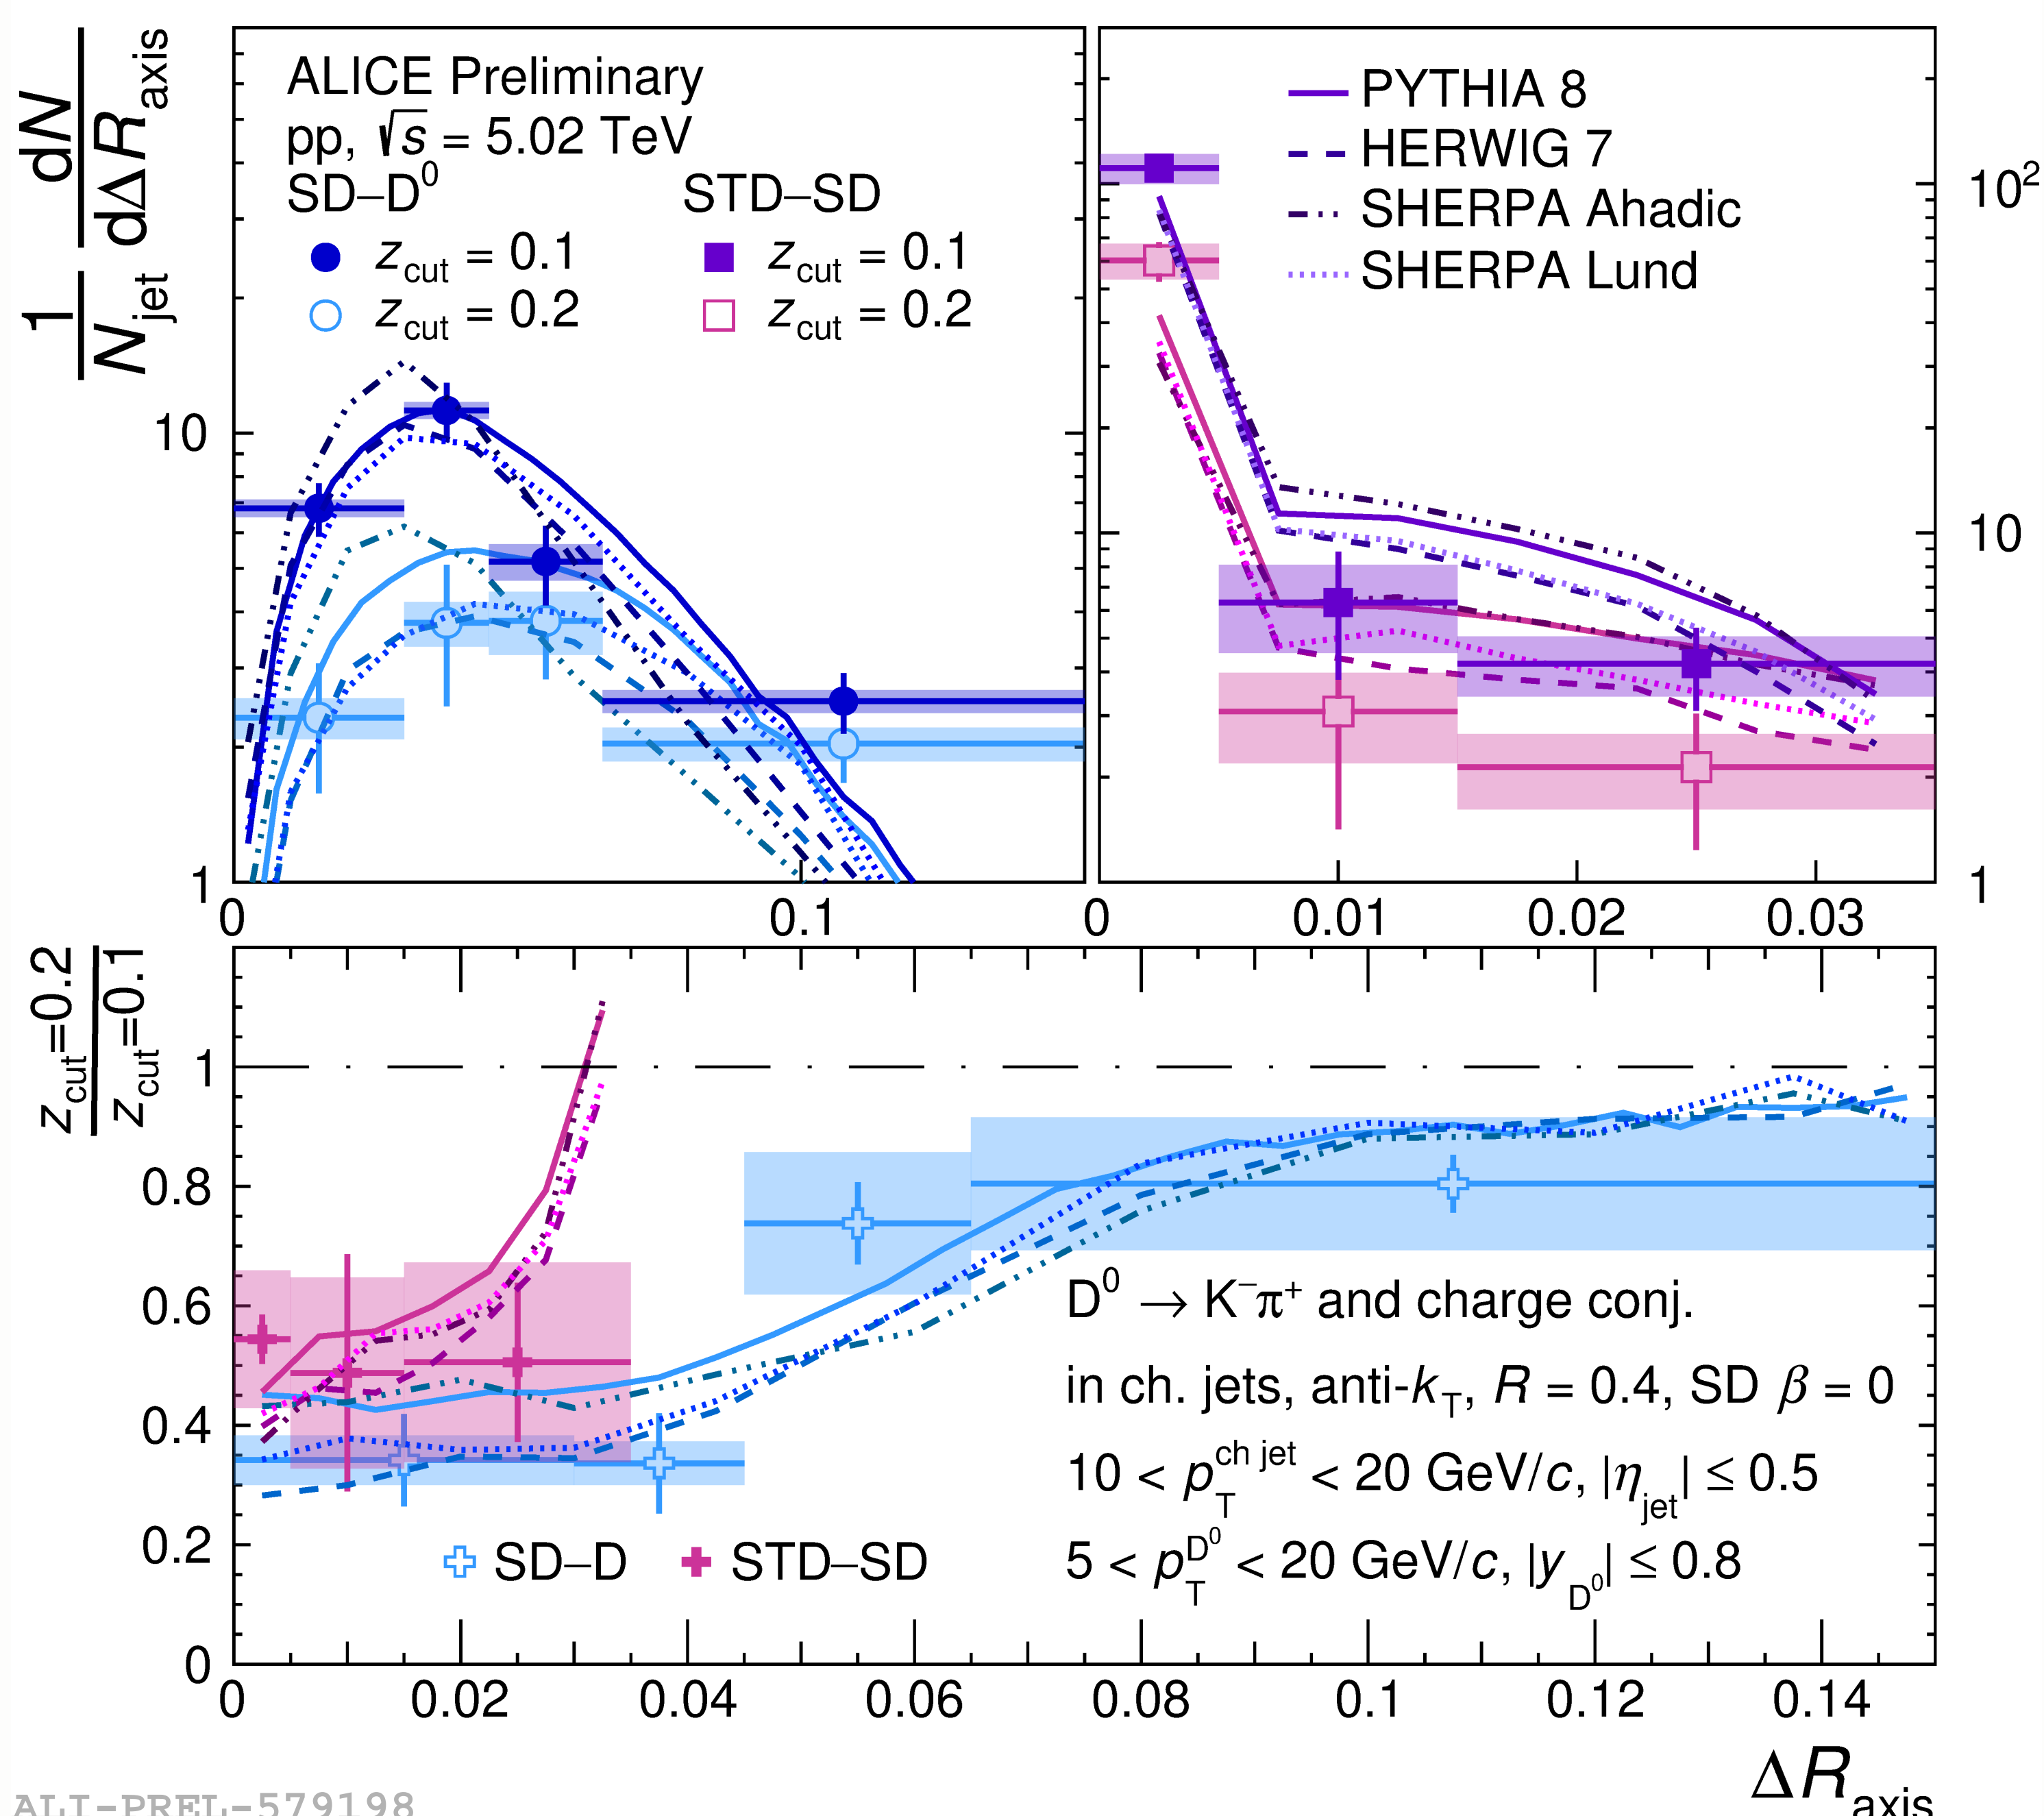 1/N_jet dN/dΔR_axis
ALICE Preliminary
pp, √s = 5.02 TeV
SD–D⁰ STD–SD
z_cut = 0.1 z_cut = 0.1
z_cut = 0.2 z_cut = 0.2
PYTHIA 8
HERWIG 7
SHERPA Ahadic
SHERPA Lund
10
1
0 0.1
10²
10
1
0 0.01 0.02 0.03
z_cut=0.2
z_cut=0.1
1
0.8
0.6
0.4
0.2
0
D⁰ → K⁻π⁺ and charge conj.
in ch. jets, anti-k_T, R = 0.4, SD β = 0
10 < p_T^ch jet < 20 GeV/c, |η_jet| ≤ 0.5
5 < p_T^D⁰ < 20 GeV/c, |y_D⁰| ≤ 0.8
SD–D STD–SD
0 0.02 0.04 0.06 0.08 0.1 0.12 0.14
ΔR_axis
ALI-PREL-579198